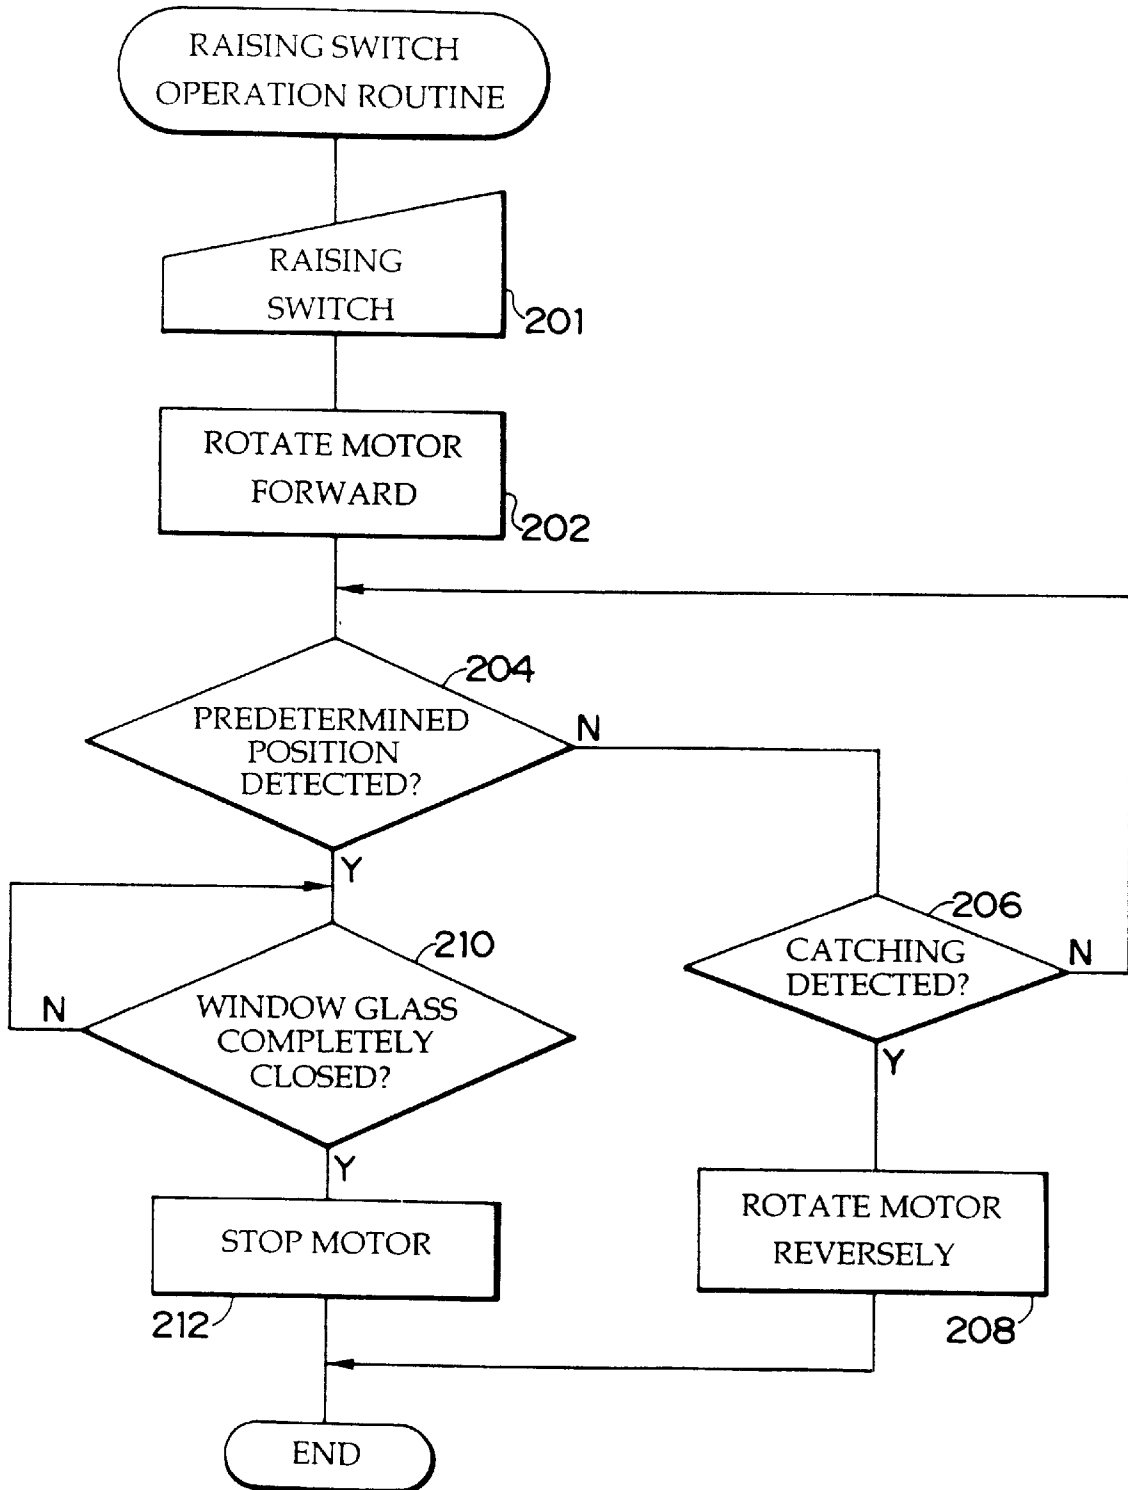 RAISING SWITCH
OPERATION ROUTINE
RAISING
SWITCH
201
ROTATE MOTOR
FORWARD
202
204
PREDETERMINED
POSITION
DETECTED?
N
Y
206
CATCHING
DETECTED?
N
Y
210
WINDOW GLASS
COMPLETELY
CLOSED?
N
Y
STOP MOTOR
212
ROTATE MOTOR
REVERSELY
208
END